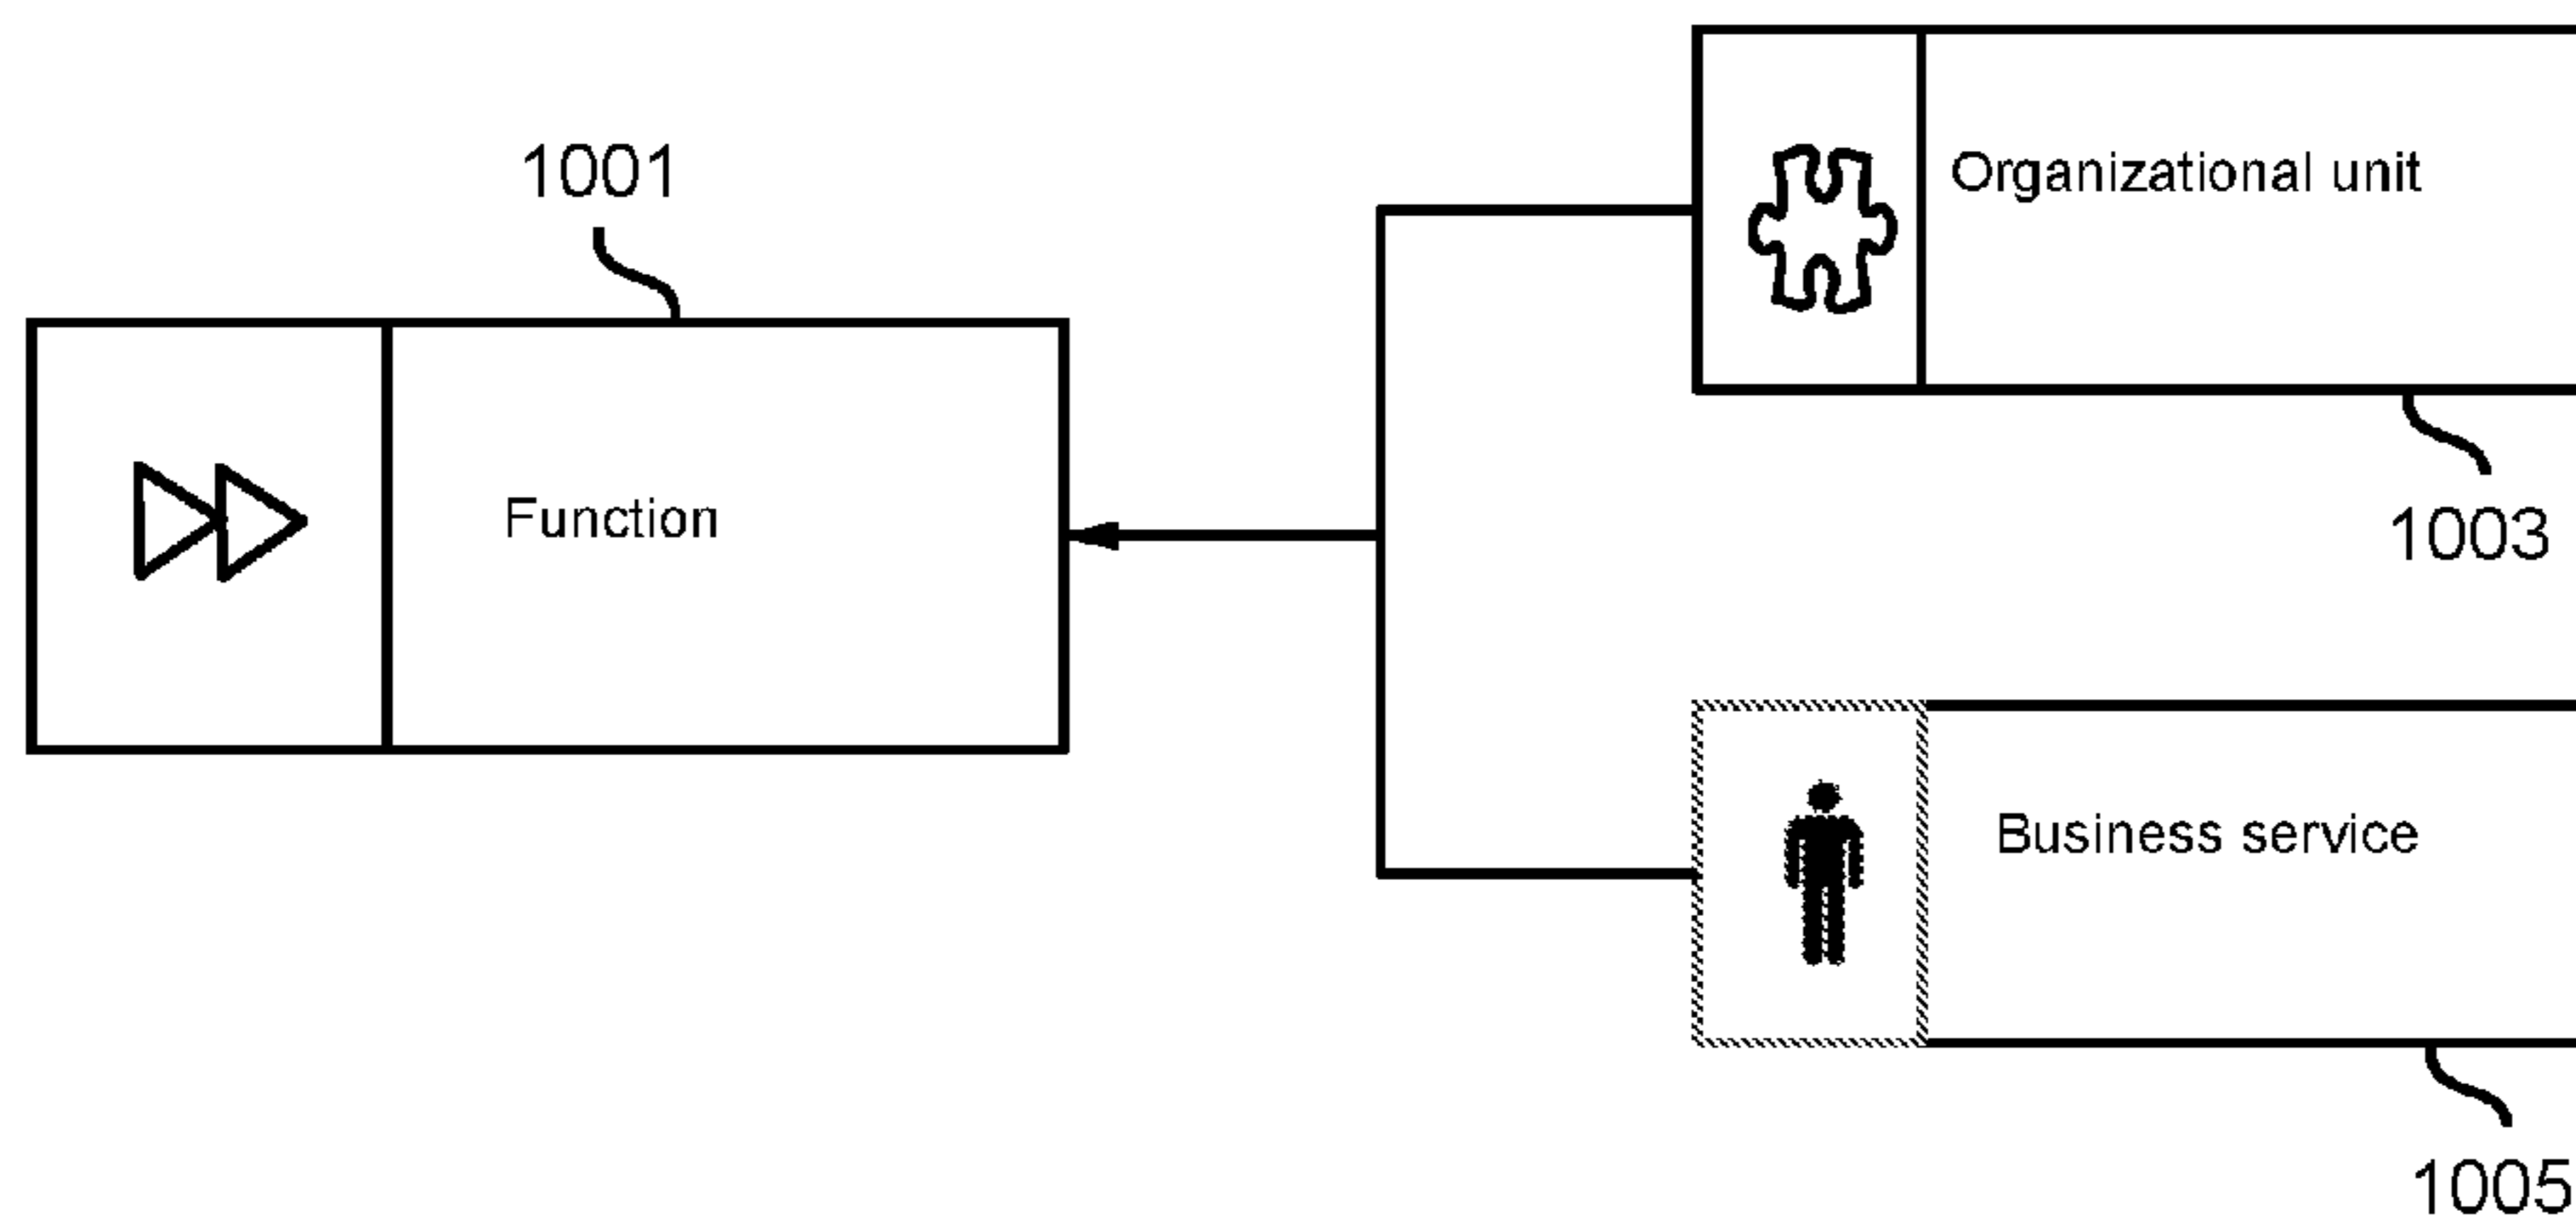 1001
Function
Organizational unit
1003
Business service
1005